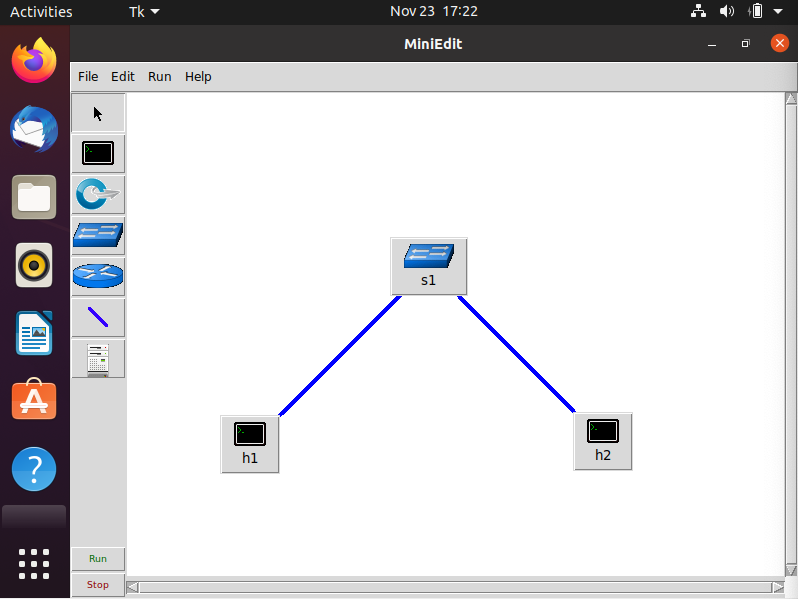 Activities Tk Nov 23 17:22
MiniEdit
File Edit Run Help
s1
h1
h2
Run
Stop